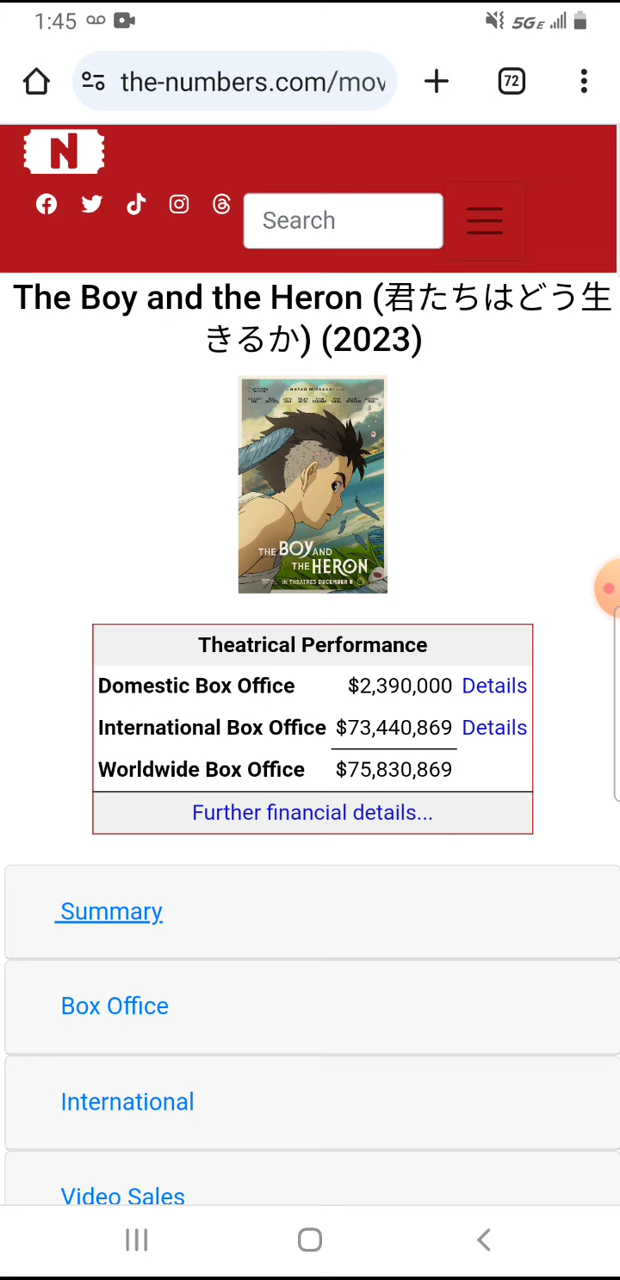 1:45
5GE
the-numbers.com/mov
72
N
Search
The Boy and the Heron (君たちはどう生
きるか) (2023)
THE BOY AND
THE HERON
IN THEATRES DECEMBER 8
Theatrical Performance
Domestic Box Office $2,390,000 Details
International Box Office $73,440,869 Details
Worldwide Box Office $75,830,869
Further financial details...
Summary
Box Office
International
Video Sales